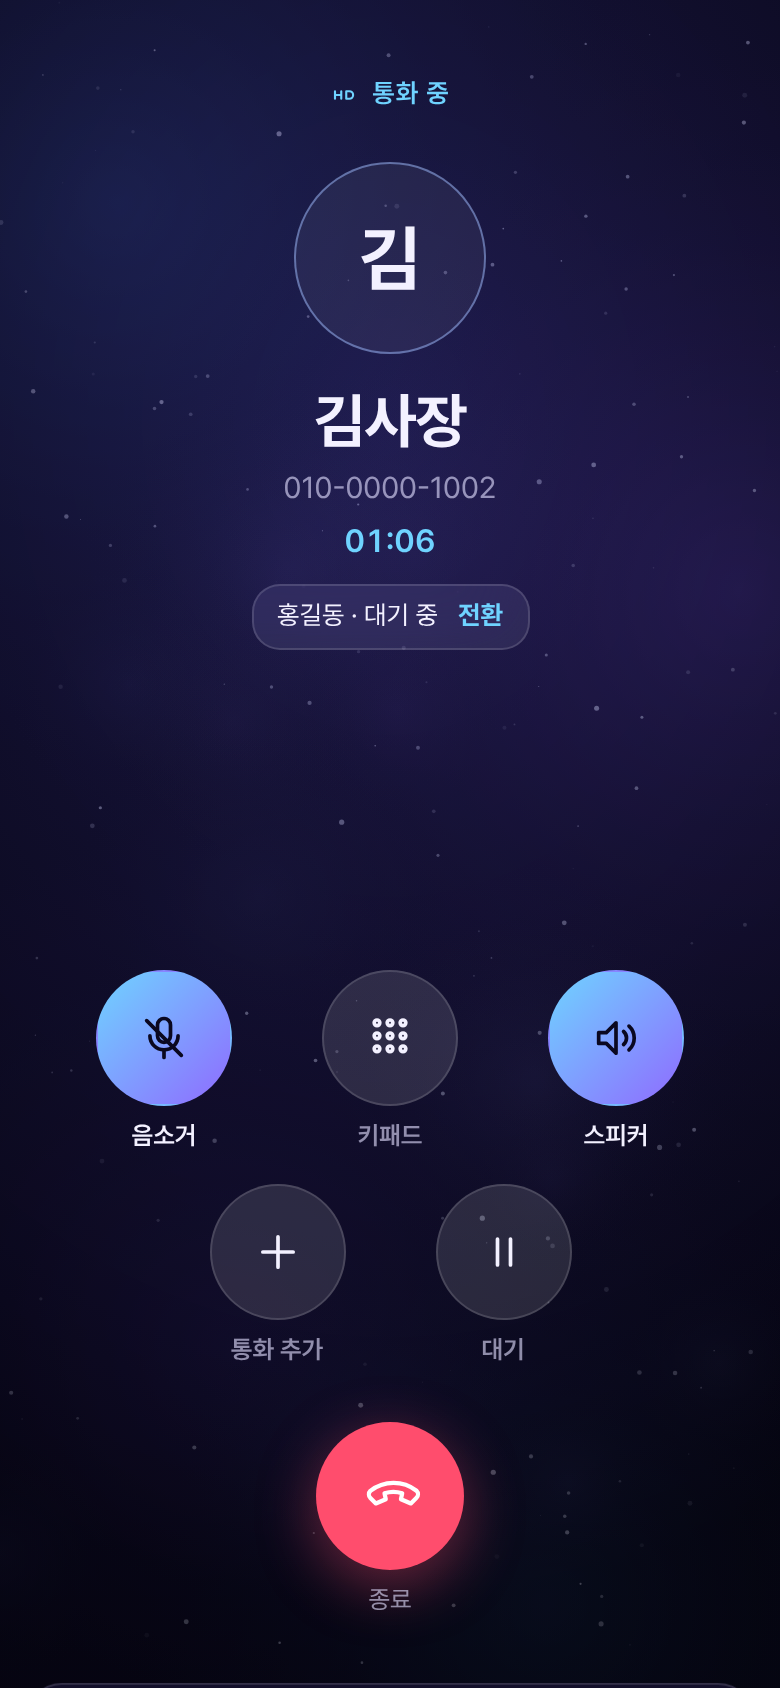 HD 통화 중
김
김사장
010-0000-1002
01:06
홍길동 · 대기 중 전환
음소거 키패드 스피커
통화 추가 대기
종료